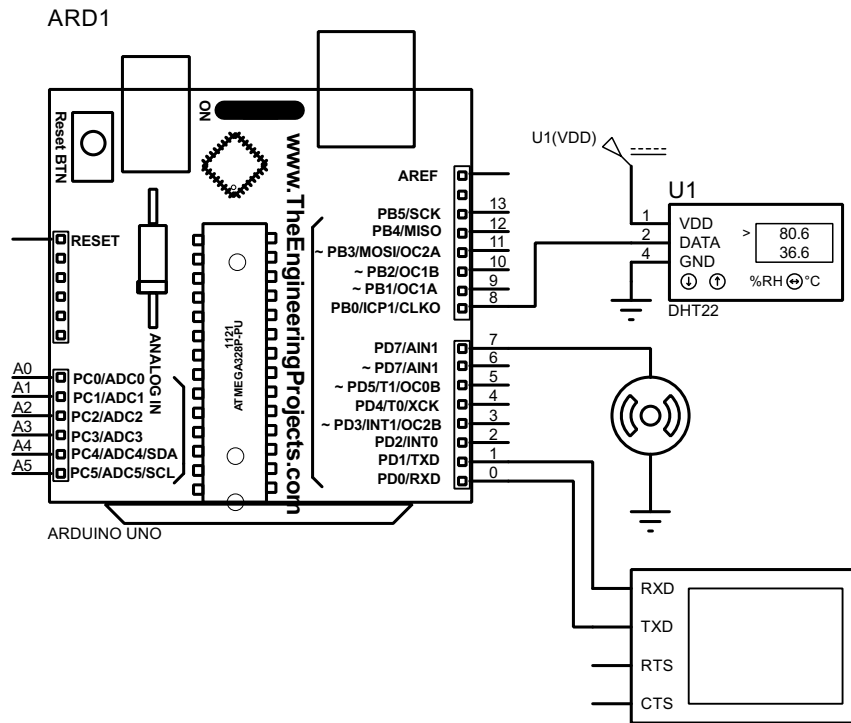 ARD1
Reset BTN
ON
www.TheEngineeringProjects.com
RESET
ANALOG IN
1121
ATMEGA328P-PU
A0 PC0/ADC0
A1 PC1/ADC1
A2 PC2/ADC2
A3 PC3/ADC3
A4 PC4/ADC4/SDA
A5 PC5/ADC5/SCL
ARDUINO UNO
AREF
PB5/SCK 13
PB4/MISO 12
~ PB3/MOSI/OC2A 11
~ PB2/OC1B 10
~ PB1/OC1A 9
PB0/ICP1/CLKO 8
PD7/AIN1 7
~ PD7/AIN1 6
~ PD5/T1/OC0B 5
PD4/T0/XCK 4
~ PD3/INT1/OC2B 3
PD2/INT0 2
PD1/TXD 1
PD0/RXD 0
U1(VDD)
U1
1 VDD
2 DATA
4 GND
> 80.6
36.6
%RH °C
DHT22
RXD
TXD
RTS
CTS